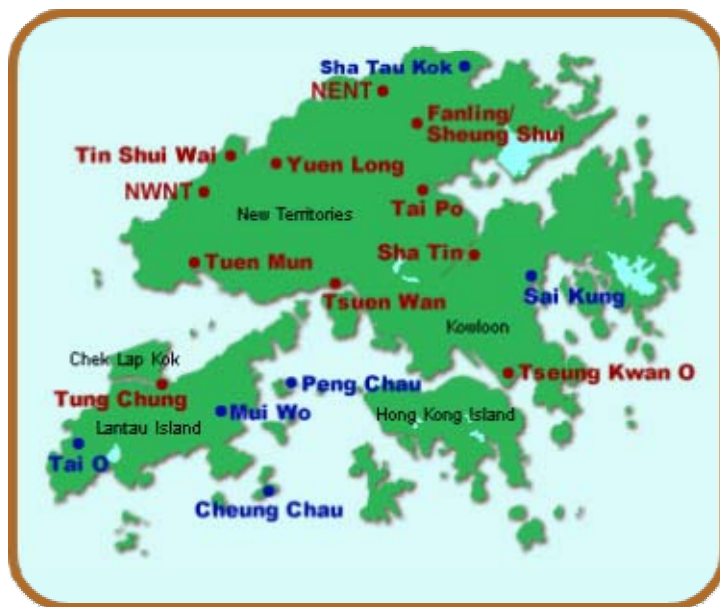 Sha Tau Kok
NENT
Fanling/
Sheung Shui
Tin Shui Wai
Yuen Long
NWNT
Tai Po
New Territories
Sha Tin
Tuen Mun
Sai Kung
Tsuen Wan
Kowloon
Chek Lap Kok
Tseung Kwan O
Peng Chau
Tung Chung
Mui Wo
Hong Kong Island
Lantau Island
Tai O
Cheung Chau